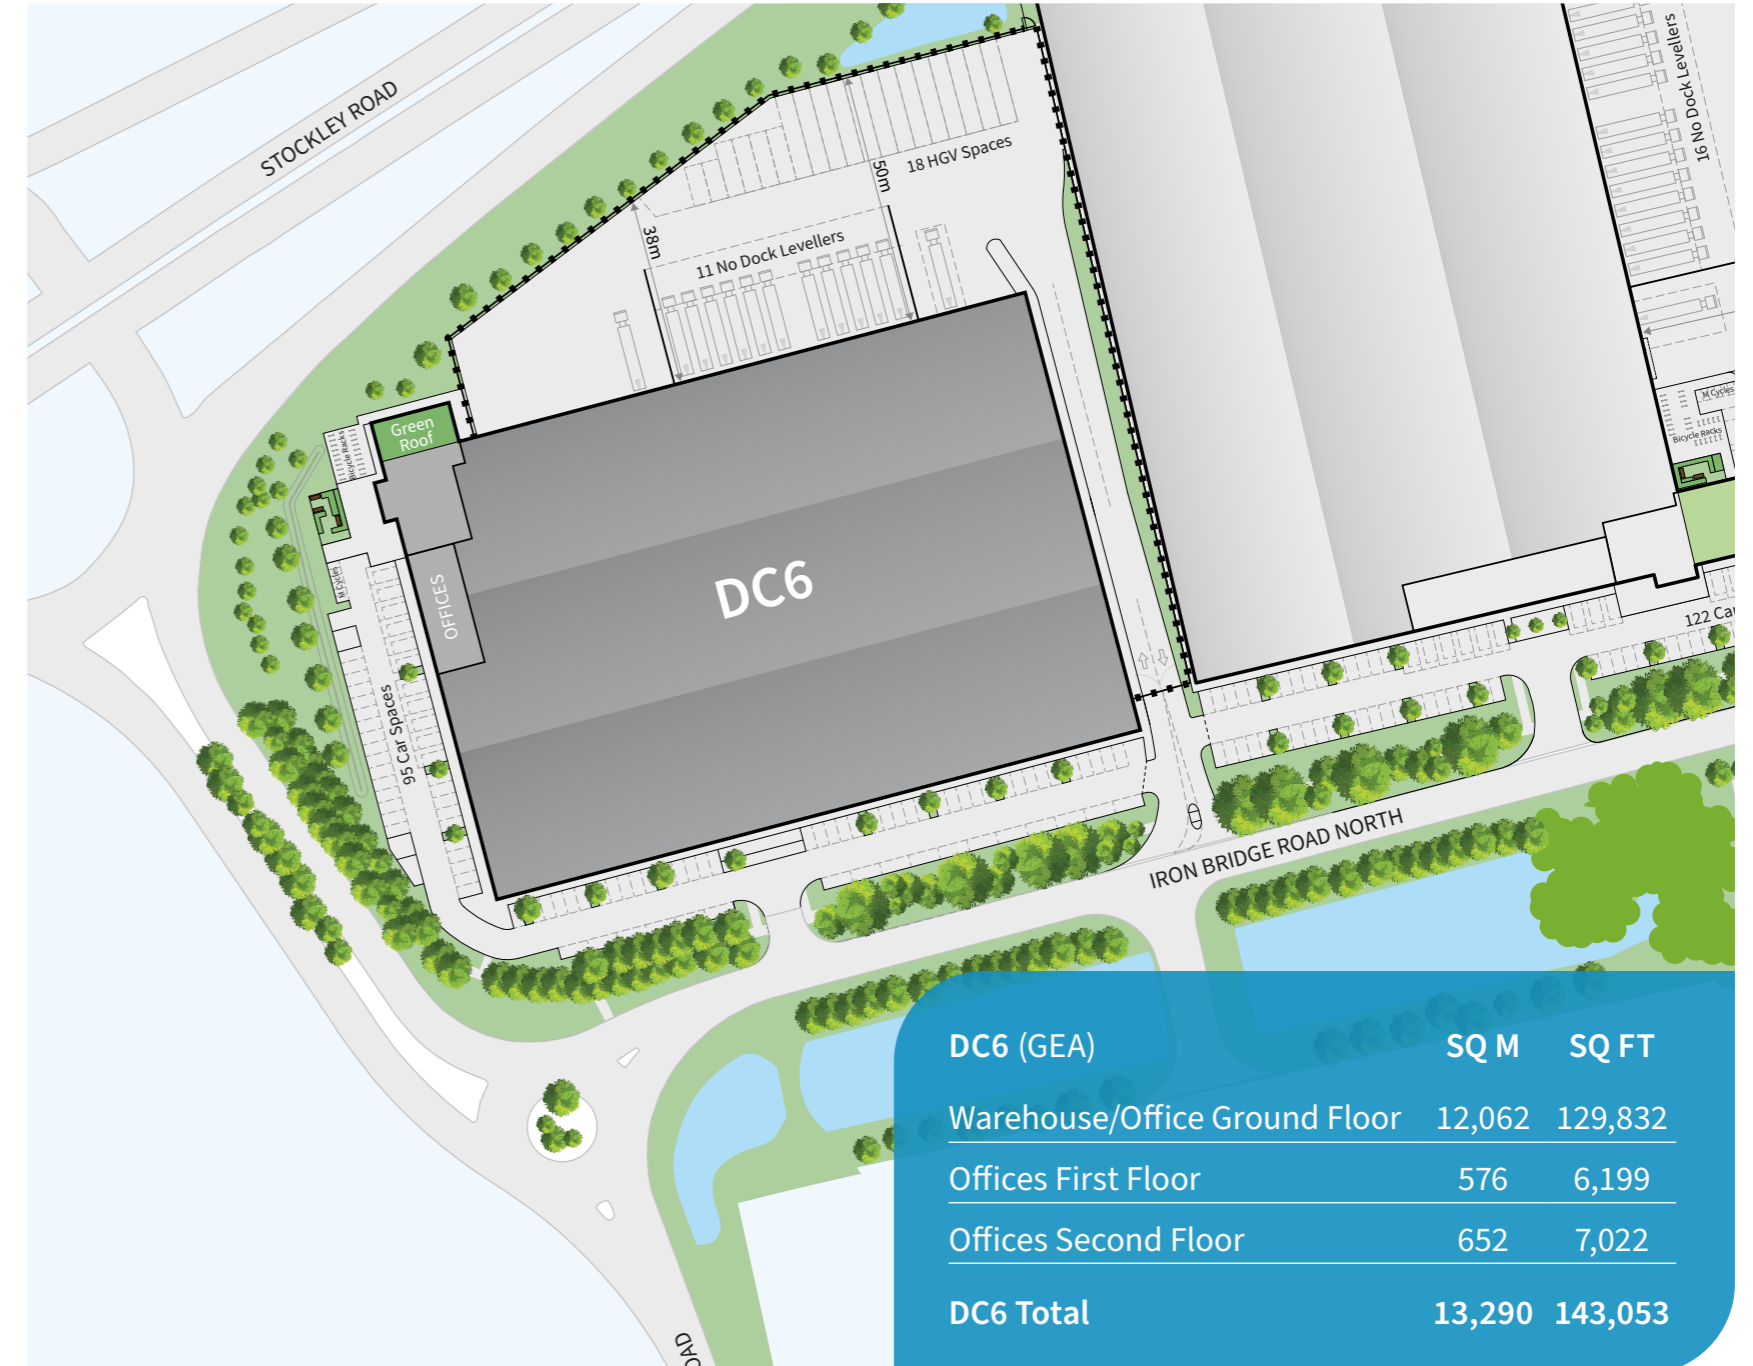 STOCKLEY ROAD
16 No Dock Levellers
18 HGV Spaces
50m
38m
11 No Dock Levellers
Green
Roof
Bicycle Racks
M Cycles
Bicycle Racks
M Cycles
OFFICES
DC6
95 Car Spaces
122 Ca
IRON BRIDGE ROAD NORTH
OAD
DC6 (GEA) SQ M SQ FT
Warehouse/Office Ground Floor 12,062 129,832
Offices First Floor 576 6,199
Offices Second Floor 652 7,022
DC6 Total 13,290 143,053